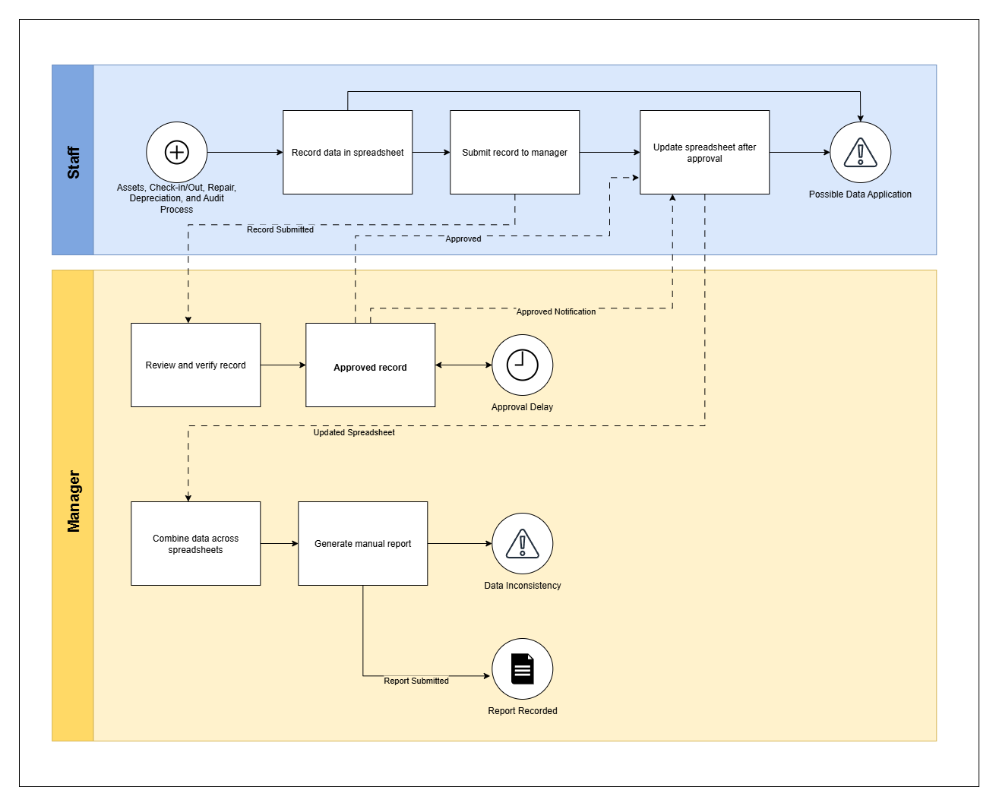 Staff
Record data in spreadsheet
Submit record to manager
Update spreadsheet after
approval
Assets, Check-in/Out, Repair,
Depreciation, and Audit
Process
Possible Data Application
Record Submitted
Approved
Manager
Approved Notification
Review and verify record
Approved record
Approval Delay
Updated Spreadsheet
Combine data across
spreadsheets
Generate manual report
Data Inconsistency
Report Submitted
Report Recorded